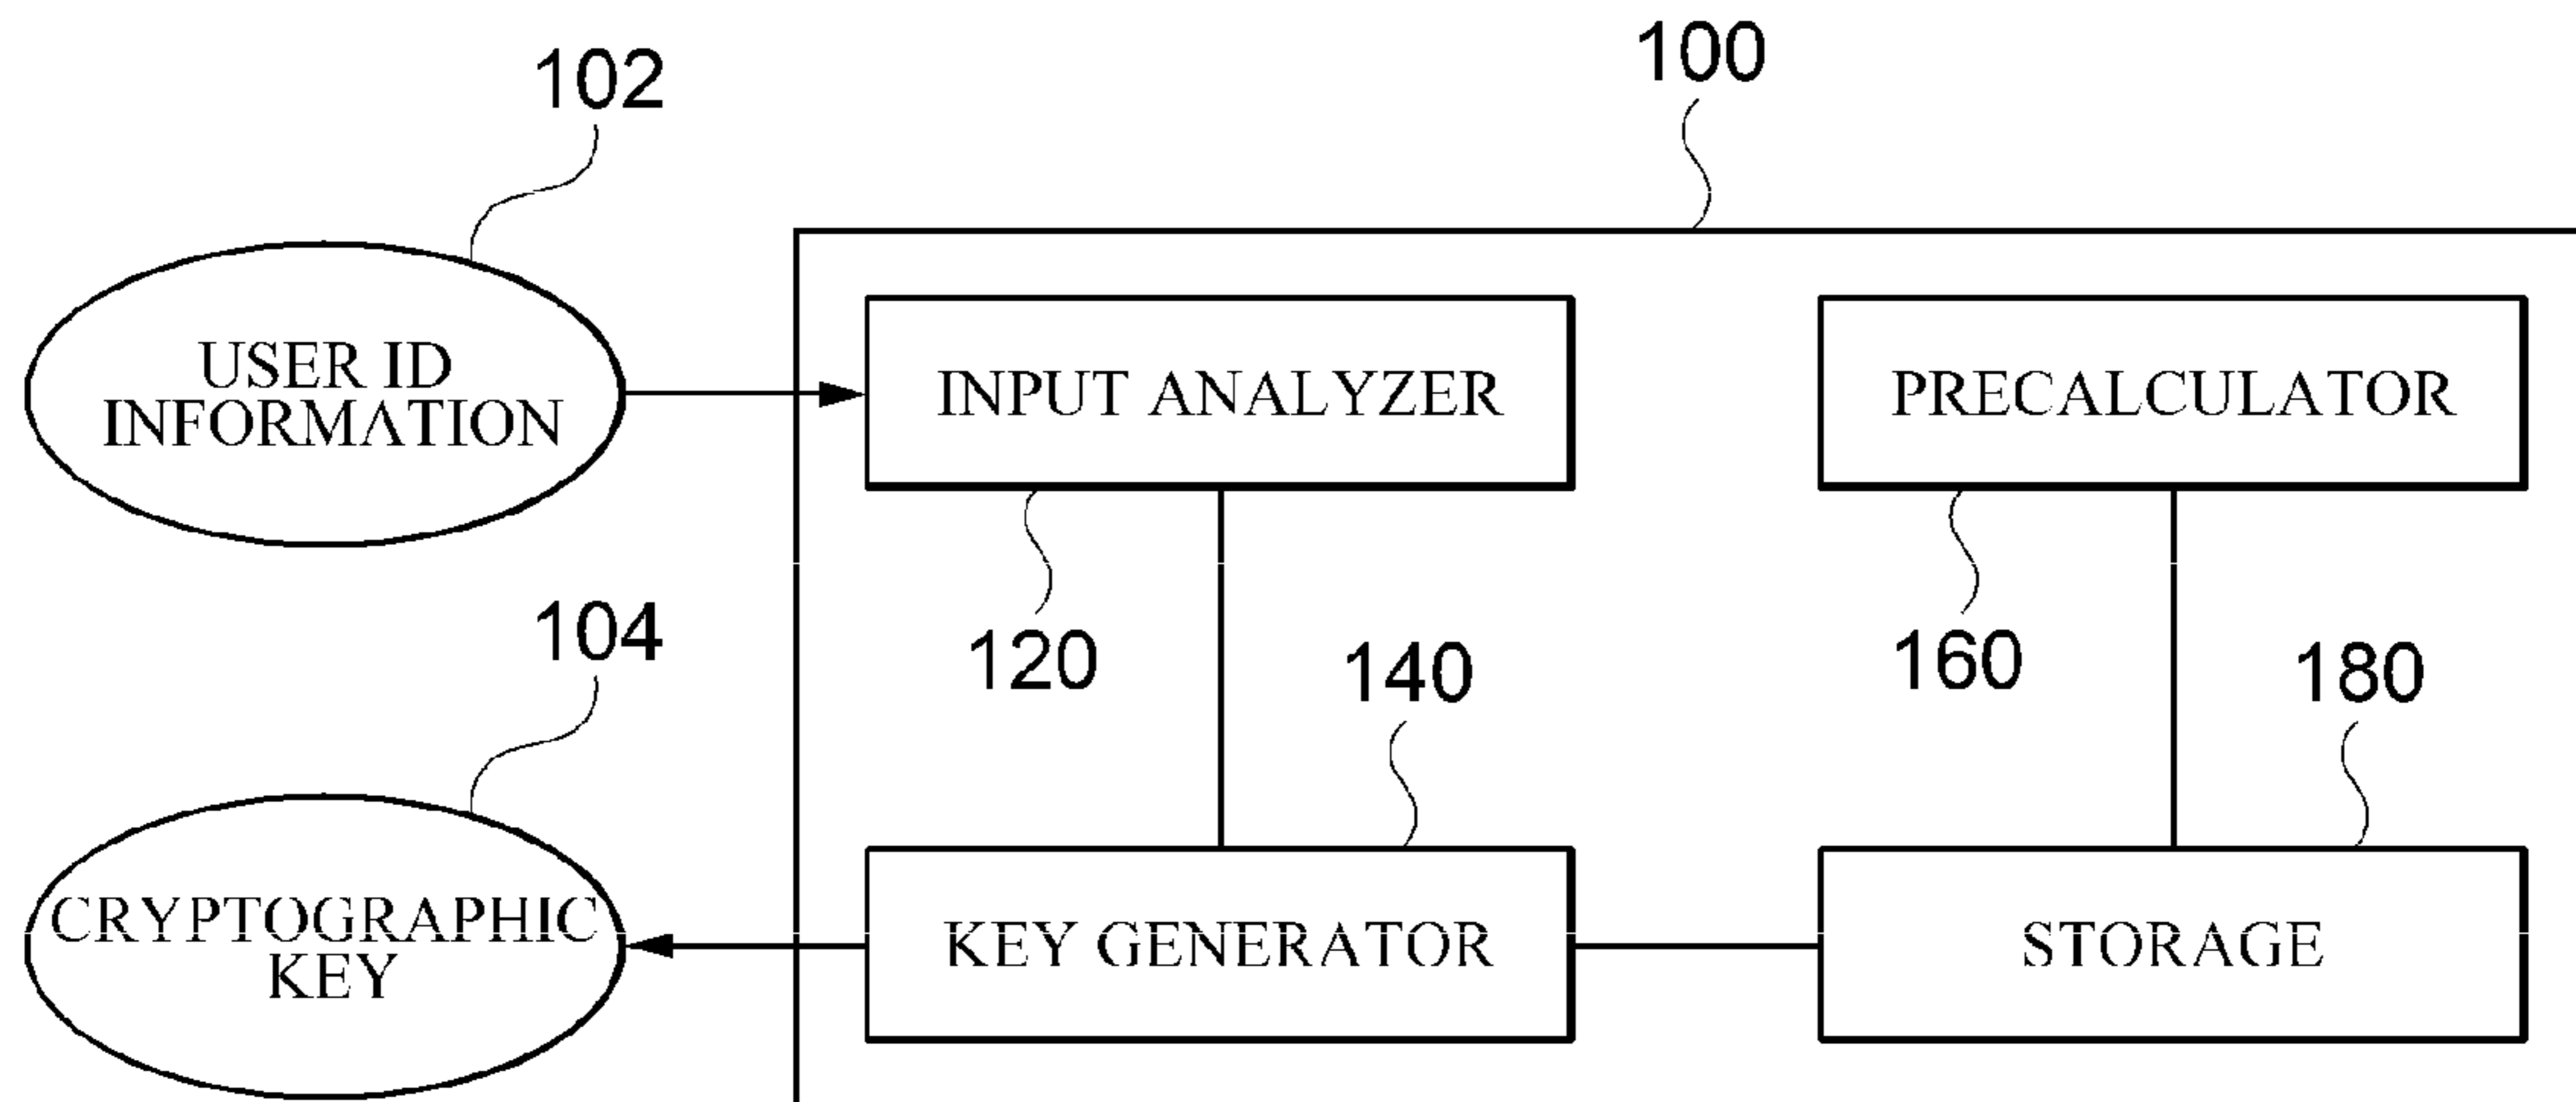 100
102
USER ID
INFORMATION
INPUT ANALYZER
PRECALCULATOR
120
160
104
140
180
CRYPTOGRAPHIC
KEY
KEY GENERATOR
STORAGE